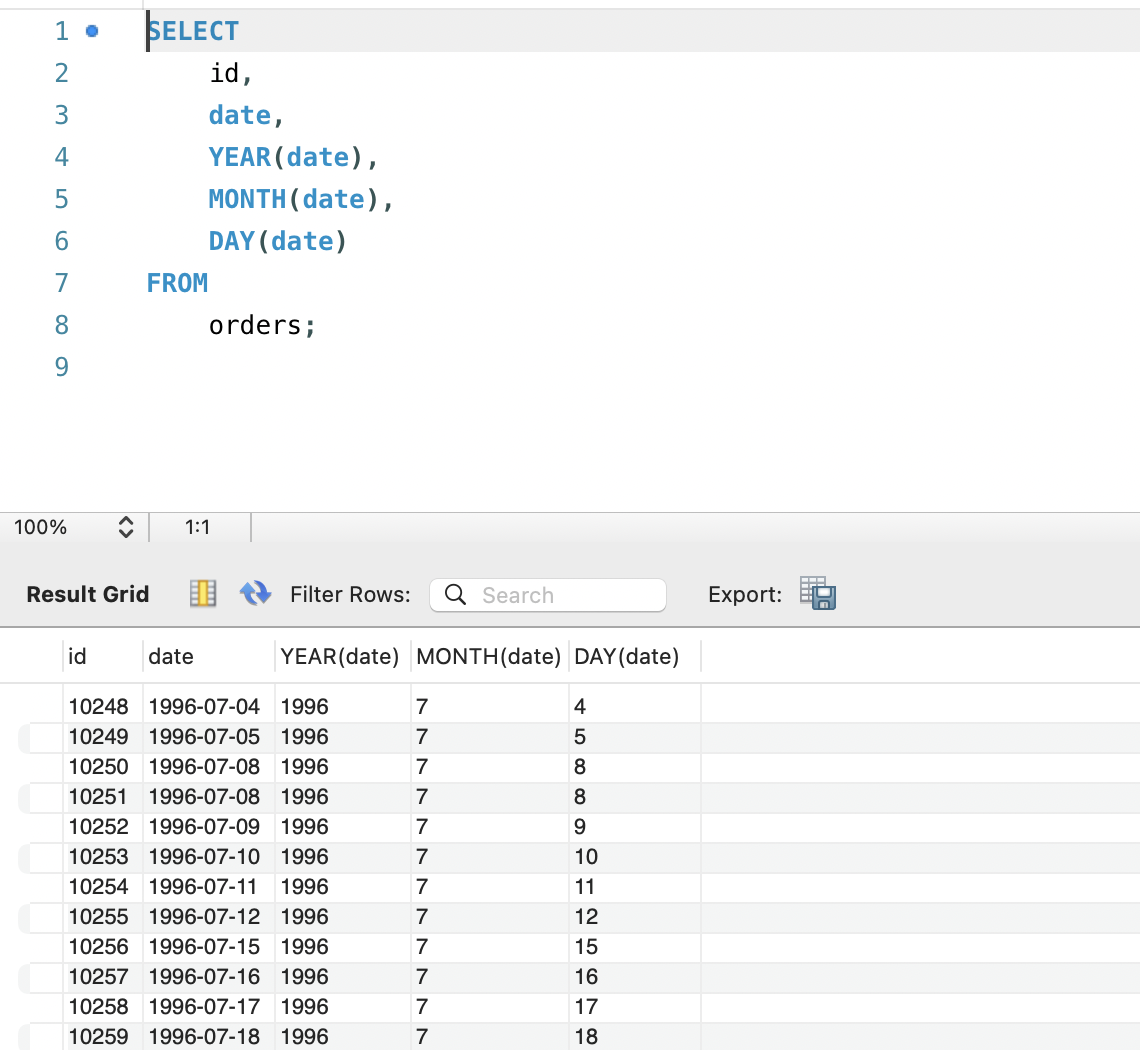 1 SELECT
2     id,
3     date,
4     YEAR(date),
5     MONTH(date),
6     DAY(date)
7 FROM
8     orders;
9
100% 1:1
Result Grid Filter Rows: Search Export:
id date YEAR(date) MONTH(date) DAY(date)
10248 1996-07-04 1996 7 4
10249 1996-07-05 1996 7 5
10250 1996-07-08 1996 7 8
10251 1996-07-08 1996 7 8
10252 1996-07-09 1996 7 9
10253 1996-07-10 1996 7 10
10254 1996-07-11 1996 7 11
10255 1996-07-12 1996 7 12
10256 1996-07-15 1996 7 15
10257 1996-07-16 1996 7 16
10258 1996-07-17 1996 7 17
10259 1996-07-18 1996 7 18